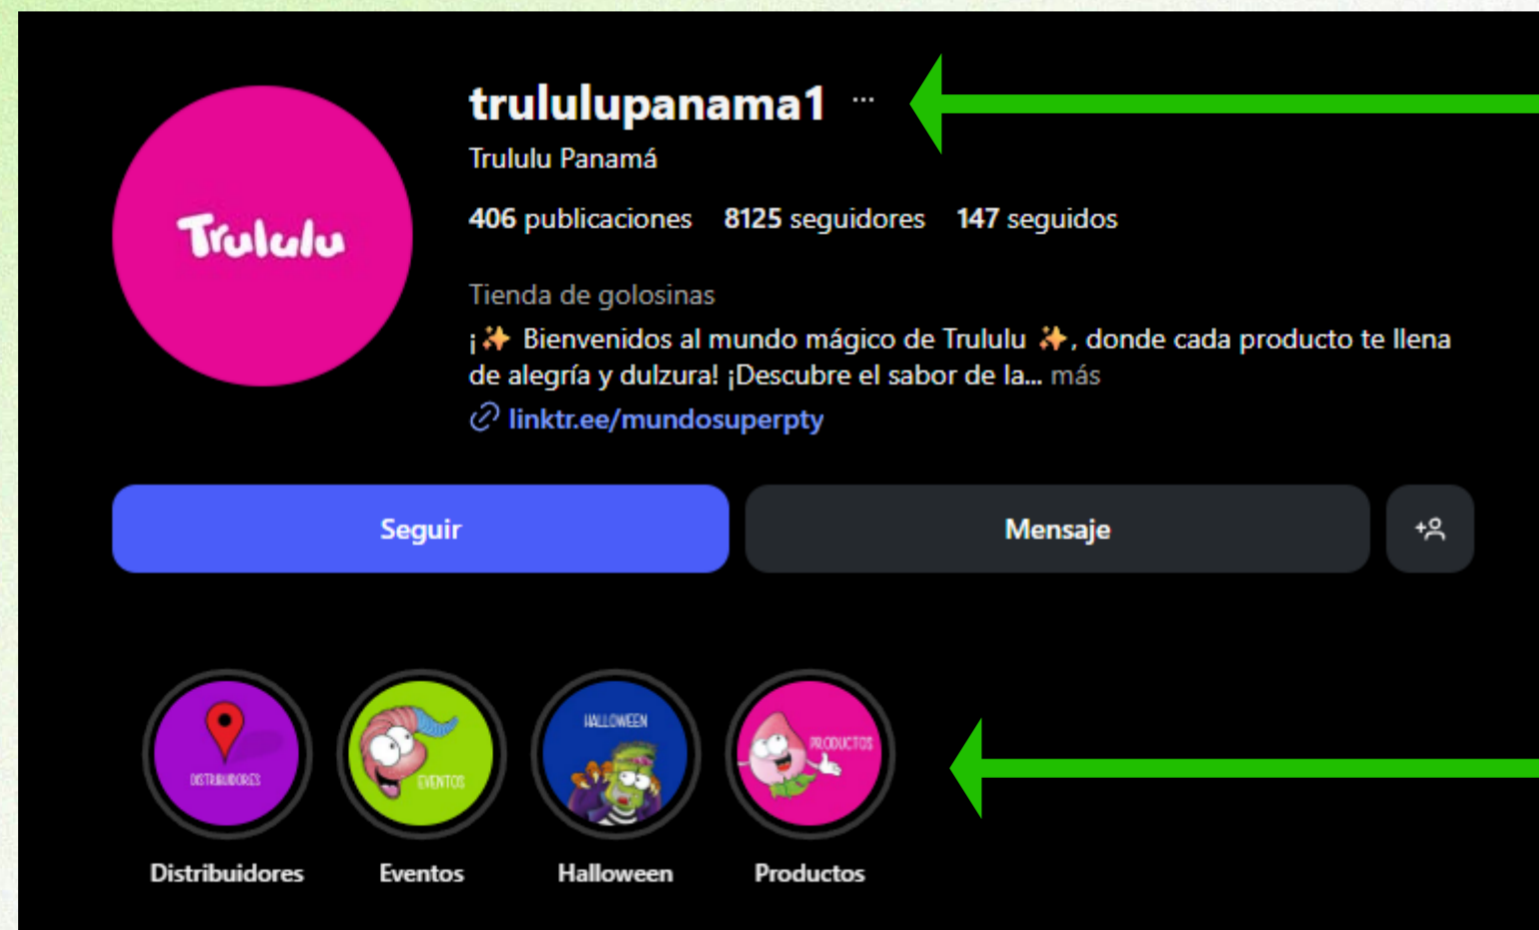 trululupanama1 ...
Trululu
Trululu Panamá
406 publicaciones 8125 seguidores 147 seguidos
Tienda de golosinas
¡✨ Bienvenidos al mundo mágico de Trululu ✨, donde cada producto te llena
de alegría y dulzura! ¡Descubre el sabor de la... más
linktr.ee/mundosuperpty
Seguir
Mensaje
DISTRIBUIDORES
EVENTOS
HALLOWEEN
PRODUCTOS
Distribuidores
Eventos
Halloween
Productos